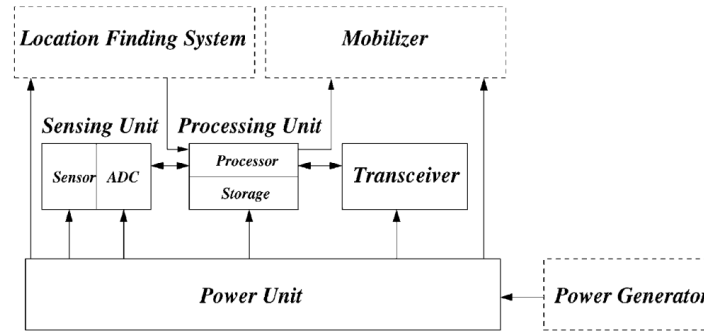 Location Finding System
Mobilizer
Sensing Unit
Processing Unit
Sensor
ADC
Processor
Storage
Transceiver
Power Unit
Power Generator